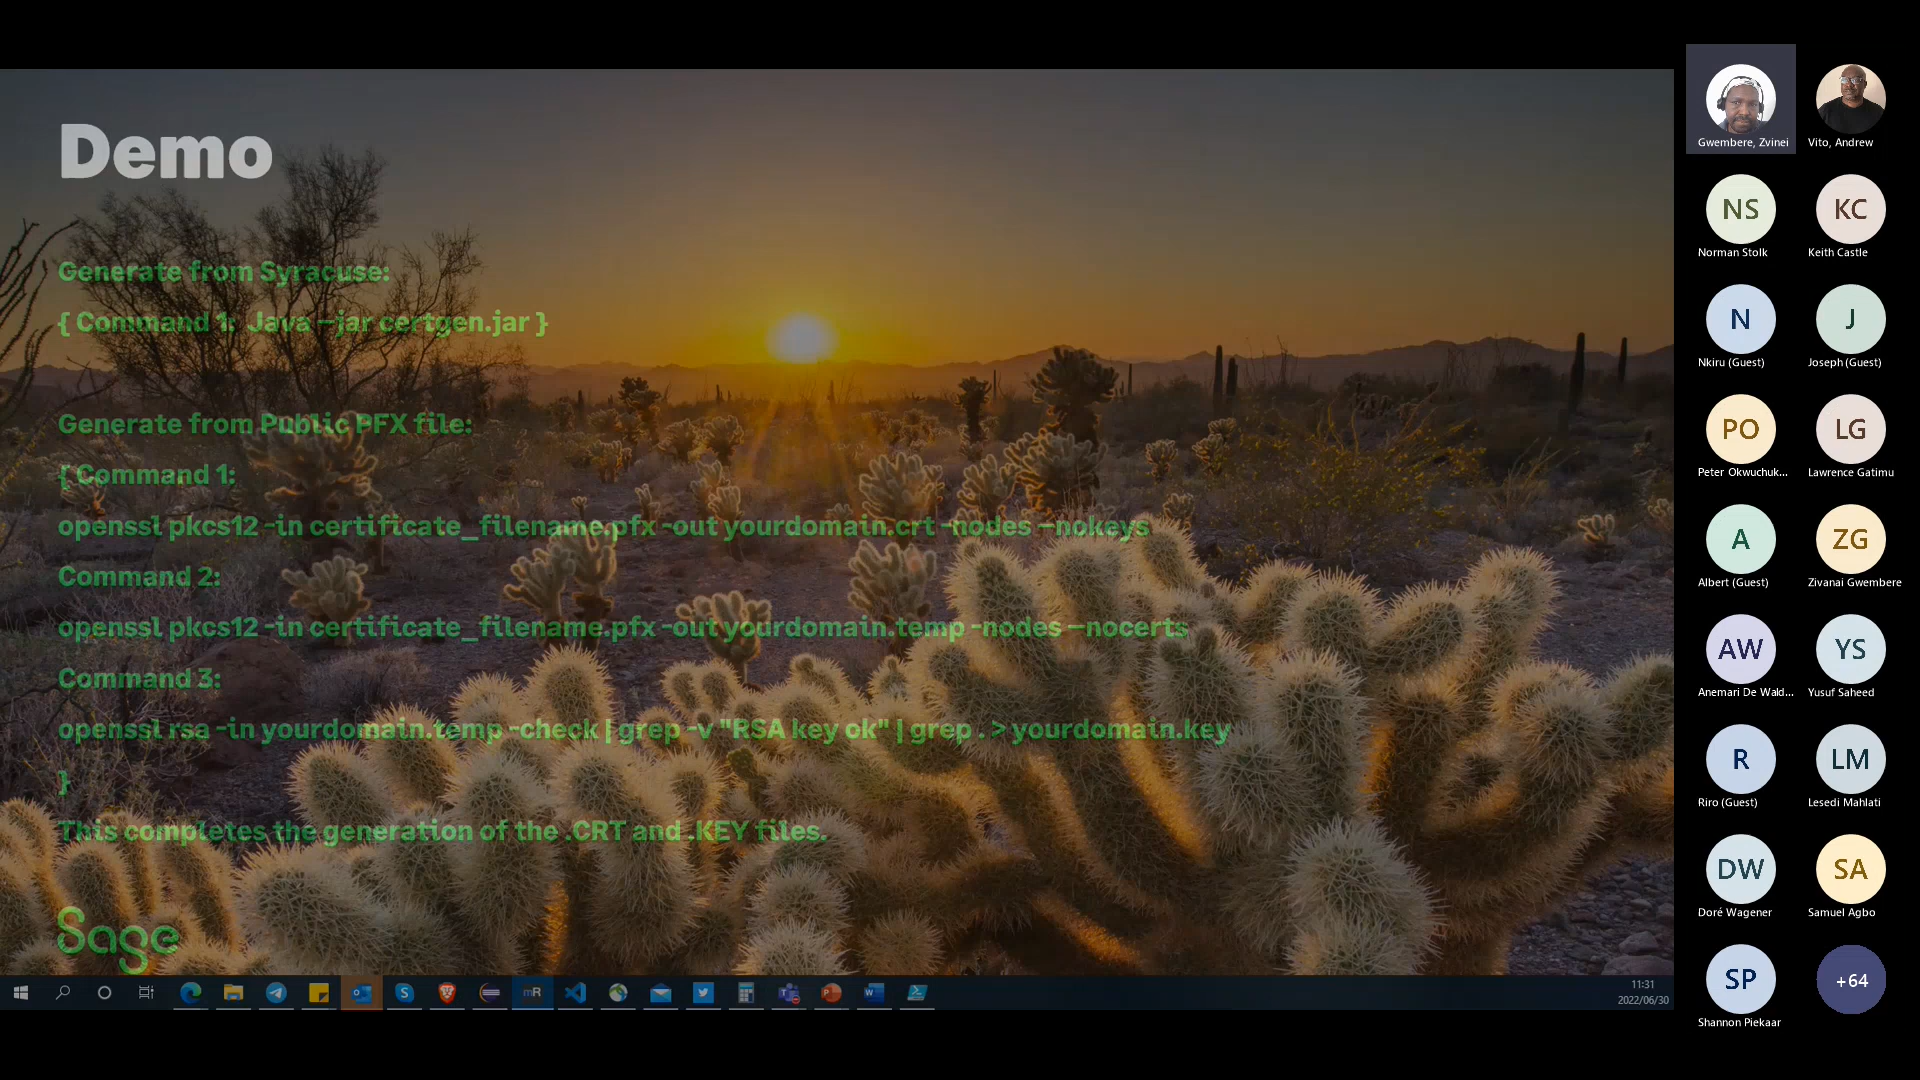 Demo
Generate from Syracuse:
{ Command 1:  Java –jar certgen.jar }
Generate from Public PFX file:
{ Command 1:
openssl pkcs12 -in certificate_filename.pfx -out yourdomain.crt -nodes –nokeys
Command 2:
openssl pkcs12 -in certificate_filename.pfx -out yourdomain.temp -nodes –nocerts
Command 3:
openssl rsa -in yourdomain.temp -check | grep -v "RSA key ok" | grep . > yourdomain.key
}
This completes the generation of the .CRT and .KEY files.
Sage
mR
11:31
2022/06/30
Gwembere, Zvinei
Vito, Andrew
NS
KC
Norman Stolk
Keith Castle
N
J
Nkiru (Guest)
Joseph (Guest)
PO
LG
Peter Okwuchuk...
Lawrence Gatimu
A
ZG
Albert (Guest)
Zivanai Gwembere
AW
YS
Anemari De Wald...
Yusuf Saheed
R
LM
Riro (Guest)
Lesedi Mahlati
DW
SA
Doré Wagener
Samuel Agbo
SP
+64
Shannon Piekaar